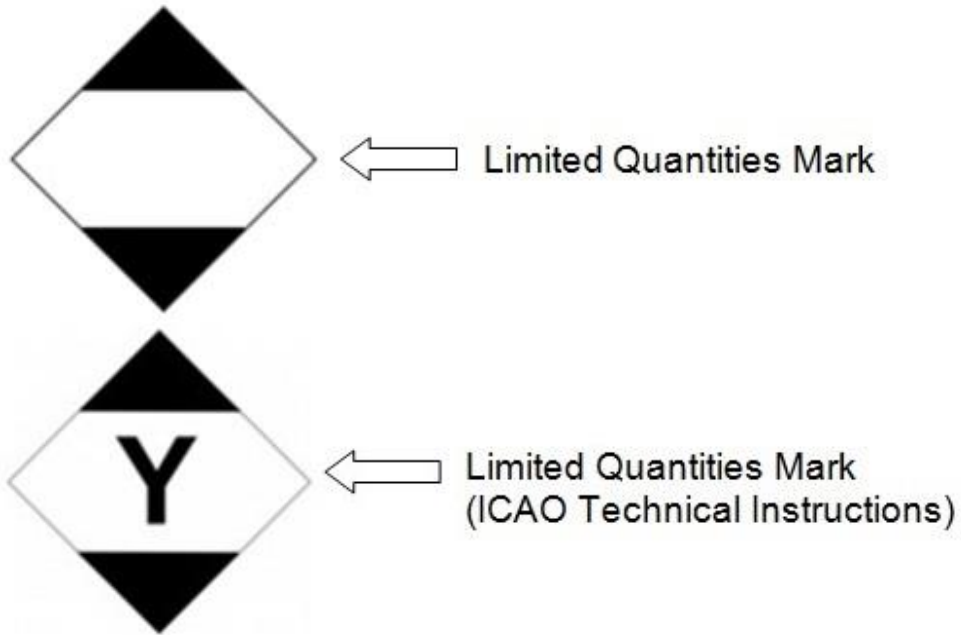 Limited Quantities Mark
Y
Limited Quantities Mark
(ICAO Technical Instructions)